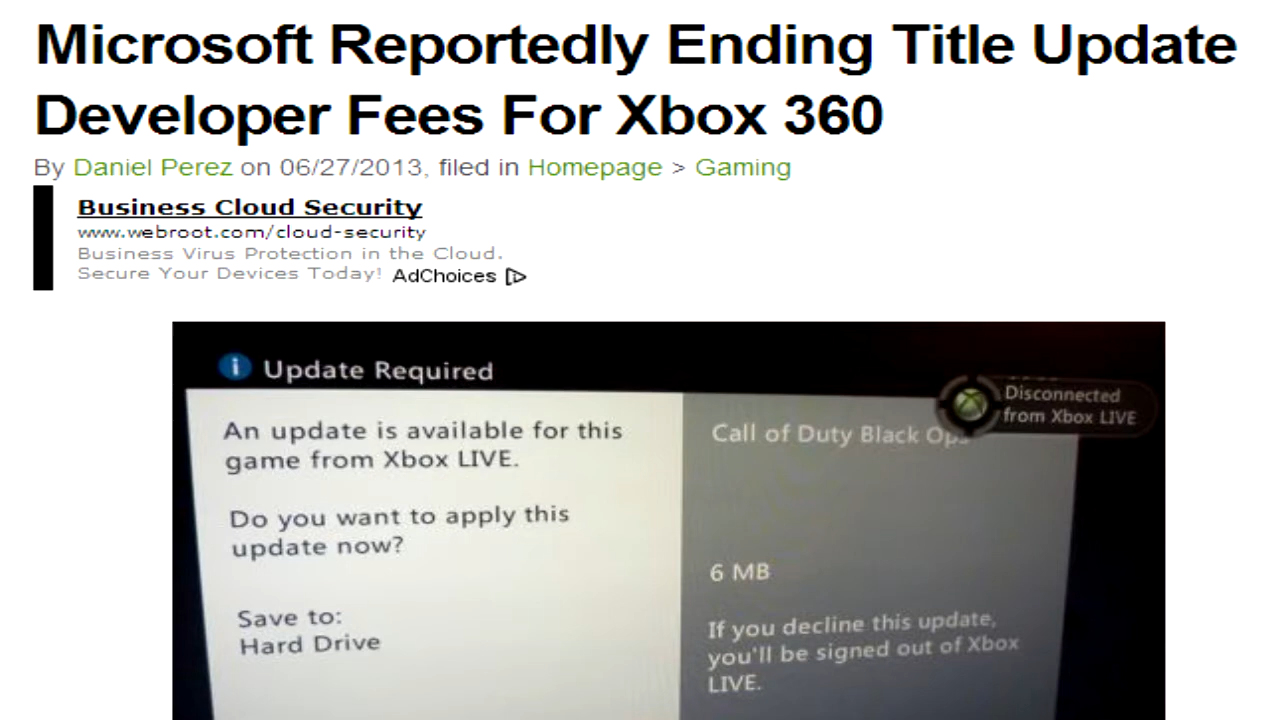 Microsoft Reportedly Ending Title Update
Developer Fees For Xbox 360
By Daniel Perez on 06/27/2013, filed in Homepage > Gaming
Business Cloud Security
www.webroot.com/cloud-security
Business Virus Protection in the Cloud.
Secure Your Devices Today! AdChoices
Update Required
Disconnected
from Xbox LIVE
An update is available for this
game from Xbox LIVE.
Do you want to apply this
update now?
Save to:
Hard Drive
Call of Duty Black Ops
6 MB
If you decline this update,
you'll be signed out of Xbox
LIVE.